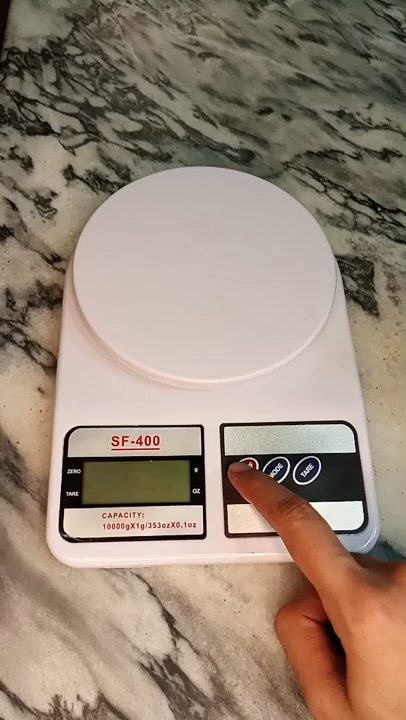 SF-400
ZERO
g
TARE
OZ
CAPACITY:
10000gX1g/353ozX0.1oz
MODE
TARE